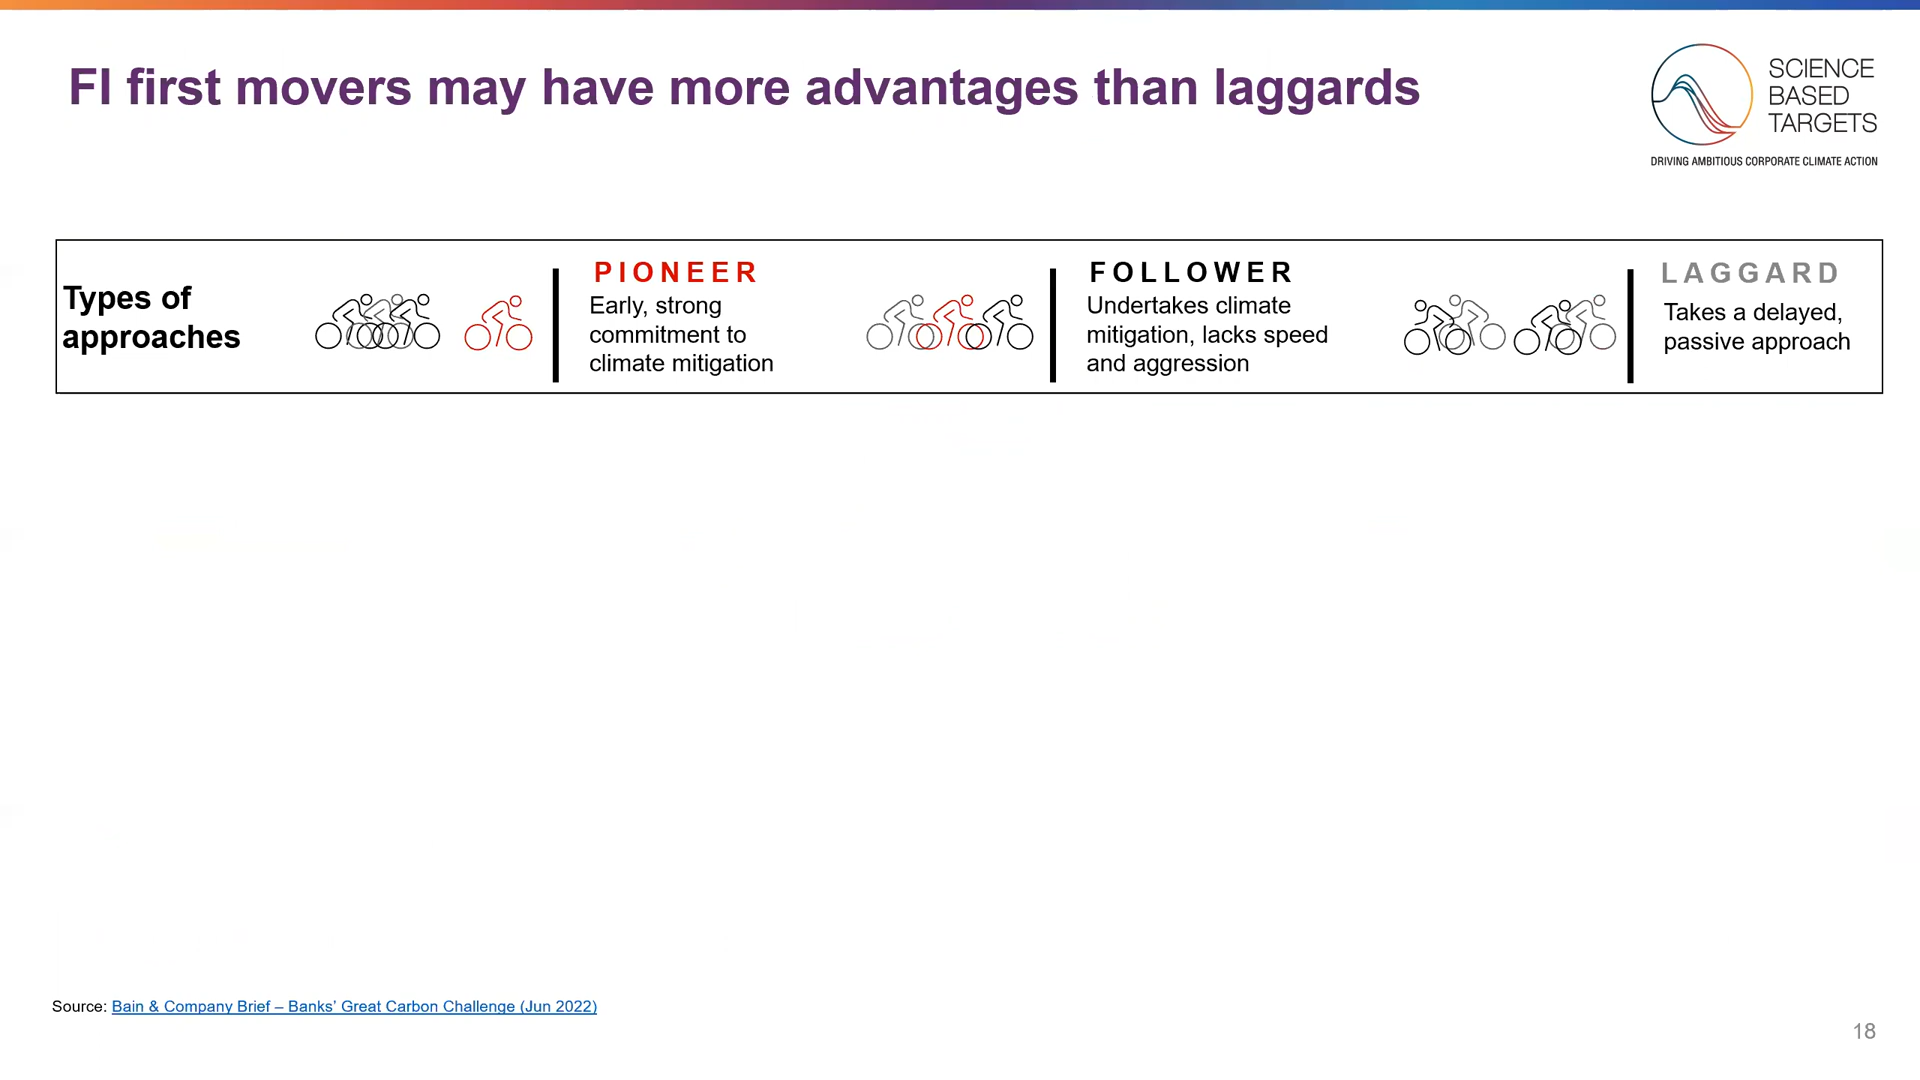 FI first movers may have more advantages than laggards
SCIENCE
BASED
TARGETS
DRIVING AMBITIOUS CORPORATE CLIMATE ACTION
Types of
approaches
PIONEER
Early, strong
commitment to
climate mitigation
FOLLOWER
Undertakes climate
mitigation, lacks speed
and aggression
LAGGARD
Takes a delayed,
passive approach
Source: Bain & Company Brief – Banks’ Great Carbon Challenge (Jun 2022)
18